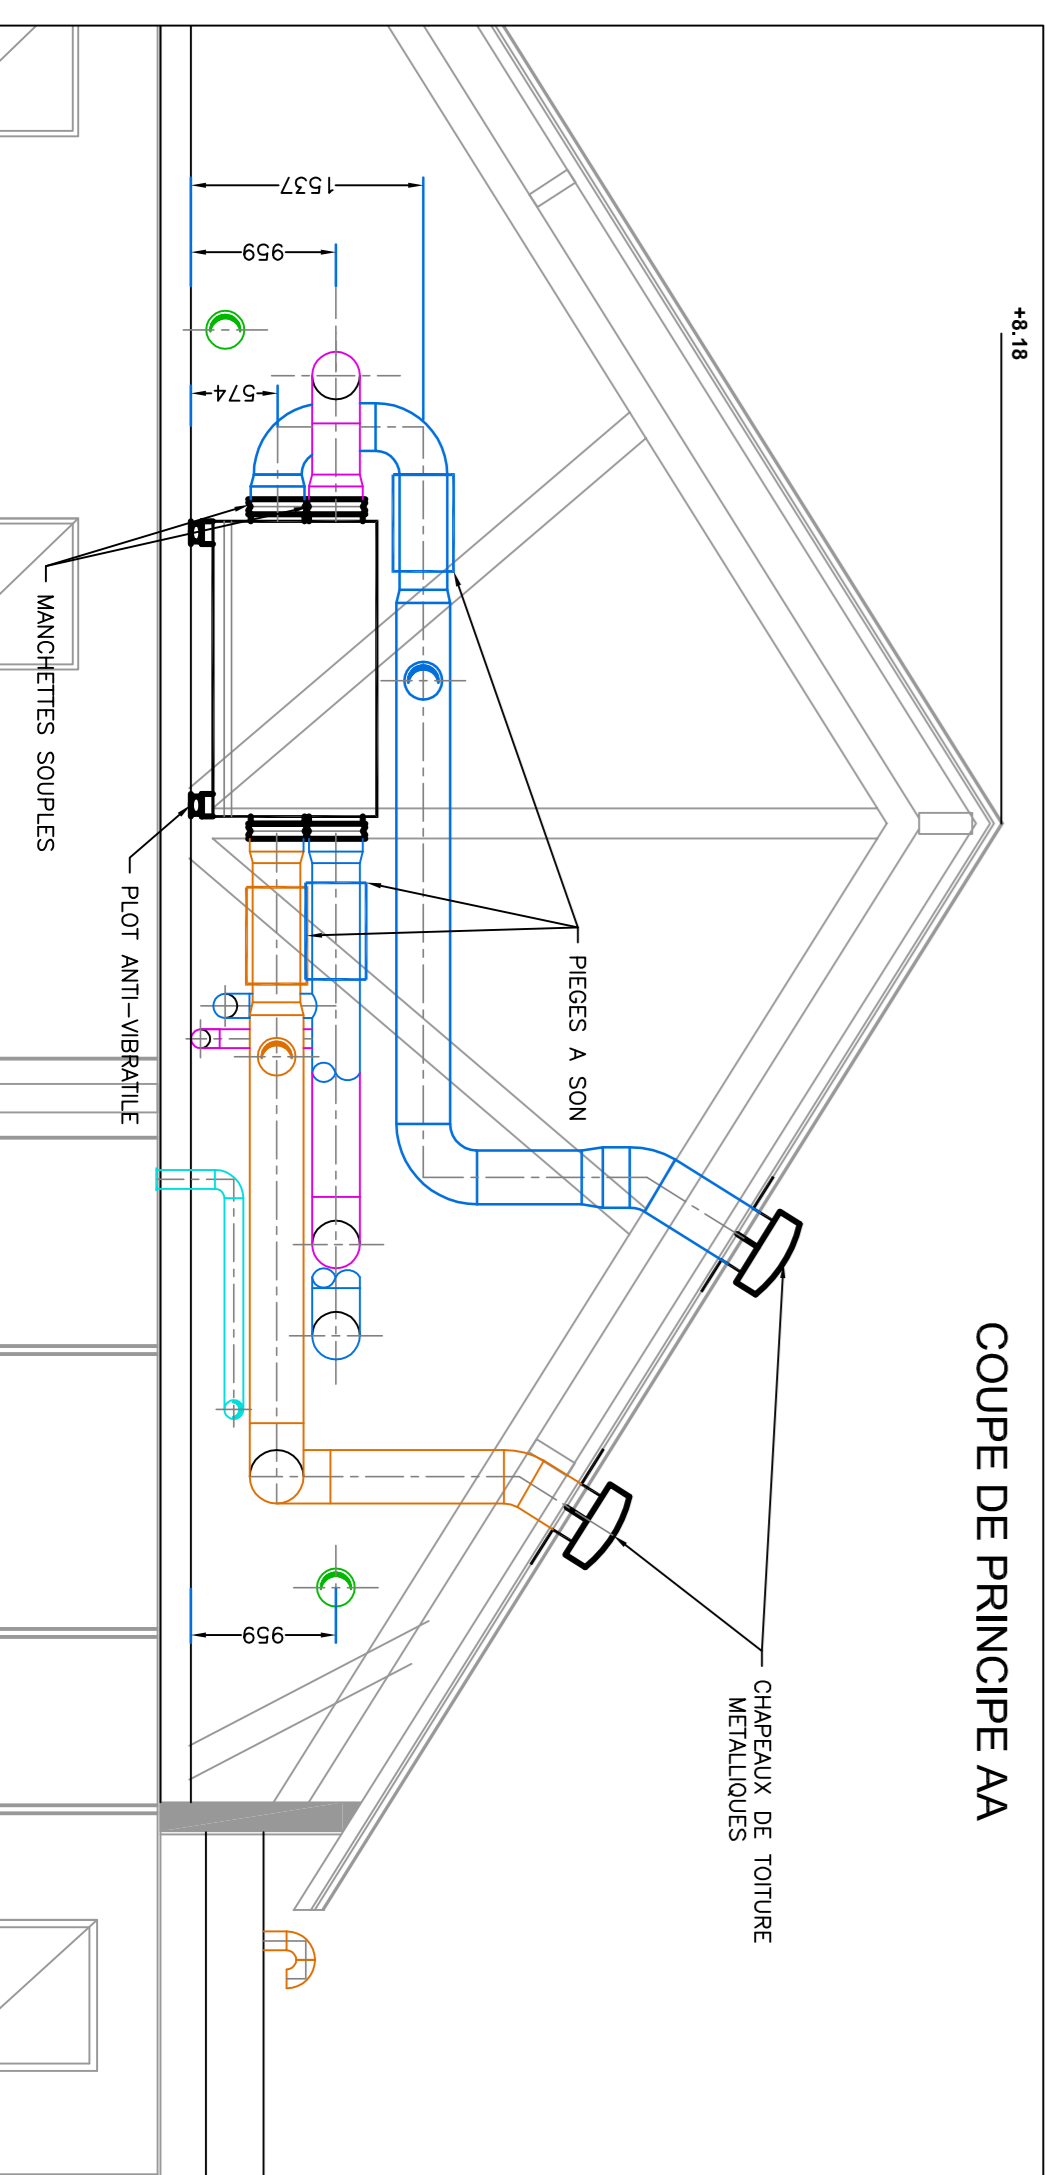 COUPE DE PRINCIPE AA
+8.18
CHAPEAUX DE TOITURE
METALLIQUES
PIEGES A SON
1537
959
574
959
PLOT ANTI-VIBRATILE
MANCHETTES SOUPLES